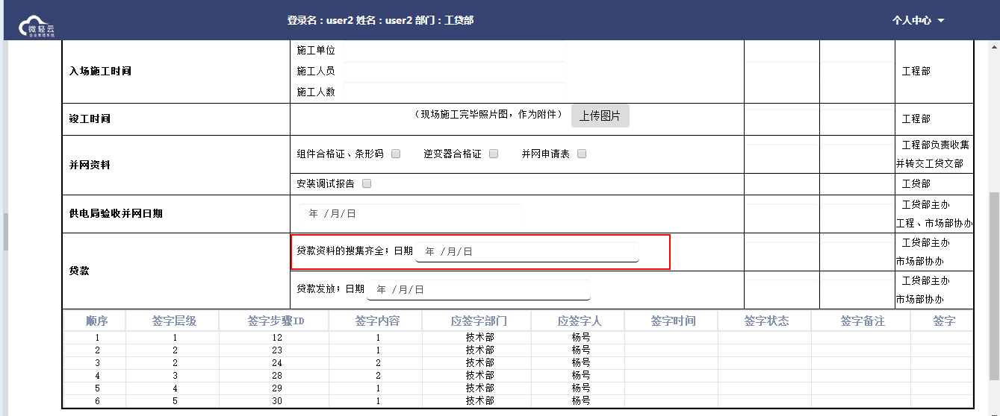 微轻云
企业管理系统
登录名：user2 姓名：user2 部门：工贷部
个人中心
入场施工时间
施工单位
施工人员
施工人数
工程部
竣工时间
（现场施工完毕照片图，作为附件）
上传图片
工程部
并网资料
组件合格证、条形码
逆变器合格证
并网申请表
工程部负责收集
并转交工贷文部
安装调试报告
工贷部
供电局验收并网日期
年 /月/日
工贷部主办
工程、市场部协办
贷款
贷款资料的搜集齐全；日期
年 /月/日
工贷部主办
市场部协办
贷款发放；日期
年 /月/日
工贷部主办
市场部协办
顺序 签字层级 签字步骤ID 签字内容 应签字部门 应签字人 签字时间 签字状态 签字备注 签字
1 1 12 1 技术部 杨号
2 2 23 1 技术部 杨号
3 2 24 2 技术部 杨号
4 3 28 2 技术部 杨号
5 4 29 1 技术部 杨号
6 5 30 1 技术部 杨号